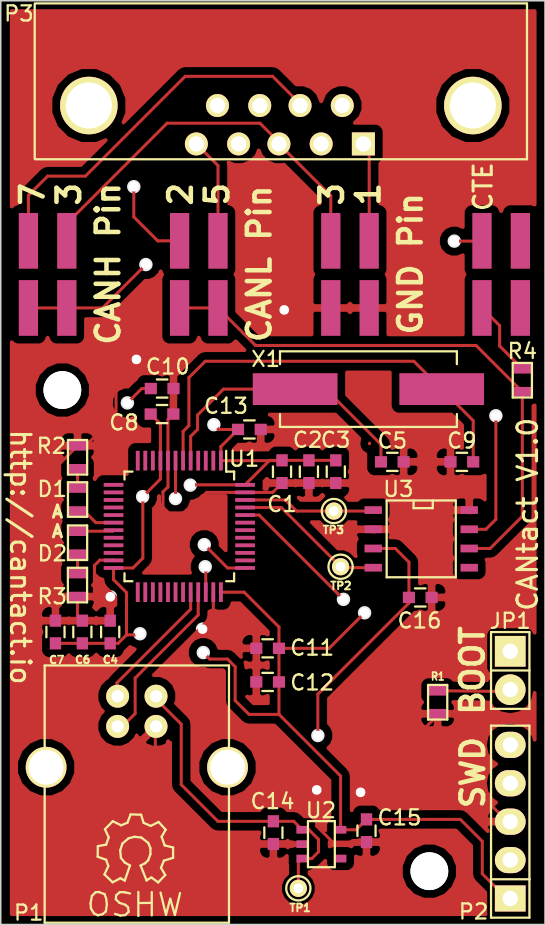 P3
7 3 2 5 3 1
CTE
CANH Pin
CANL Pin
GND Pin
X1
R4
C10
C8
C13
U1
C2
C3
C5
C9
C1
U3
R2
D1
A
A
D2
R3
http://cantact.io
TP3
TP2
CANtact V1.0
C16
C7
C6
C4
C11
C12
JP1
BOOT
R1
SWD
C14
U2
C15
TP1
OSHW
P1
P2